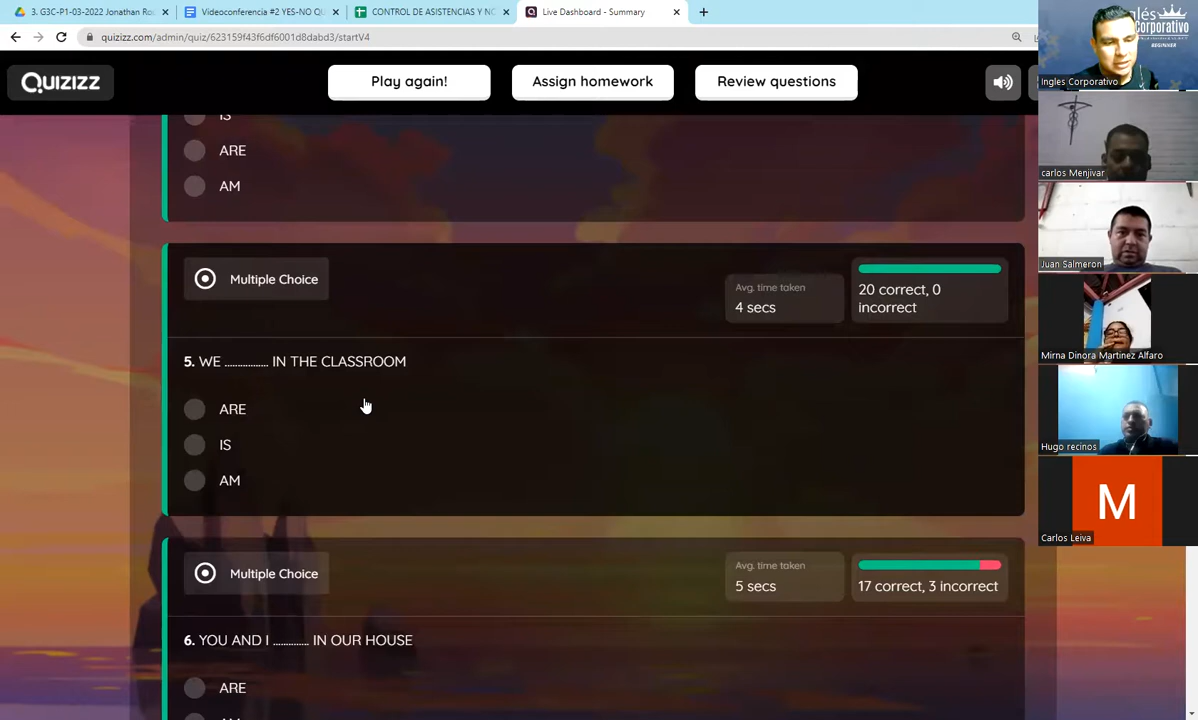 3. G3C-P1-03-2022 Jonathan Ro
Videoconferencia #2 YES-NO QU
CONTROL DE ASISTENCIAS Y NO
Live Dashboard - Summary
quizizz.com/admin/quiz/623159f43f6df6001d8dabd3/startV4
QUIZIZZ
Play again!
Assign homework
Review questions
IS
ARE
AM
Multiple Choice
Avg. time taken
4 secs
20 correct, 0
incorrect
5. WE ................ IN THE CLASSROOM
ARE
IS
AM
Multiple Choice
Avg. time taken
5 secs
17 correct, 3 incorrect
6. YOU AND I ............. IN OUR HOUSE
ARE
Corporativo
BEGINNER
Ingles Corporativo
carlos Menjivar
Juan Salmeron
Mirna Dinora Martinez Alfaro
Hugo recinos
M
Carlos Leiva